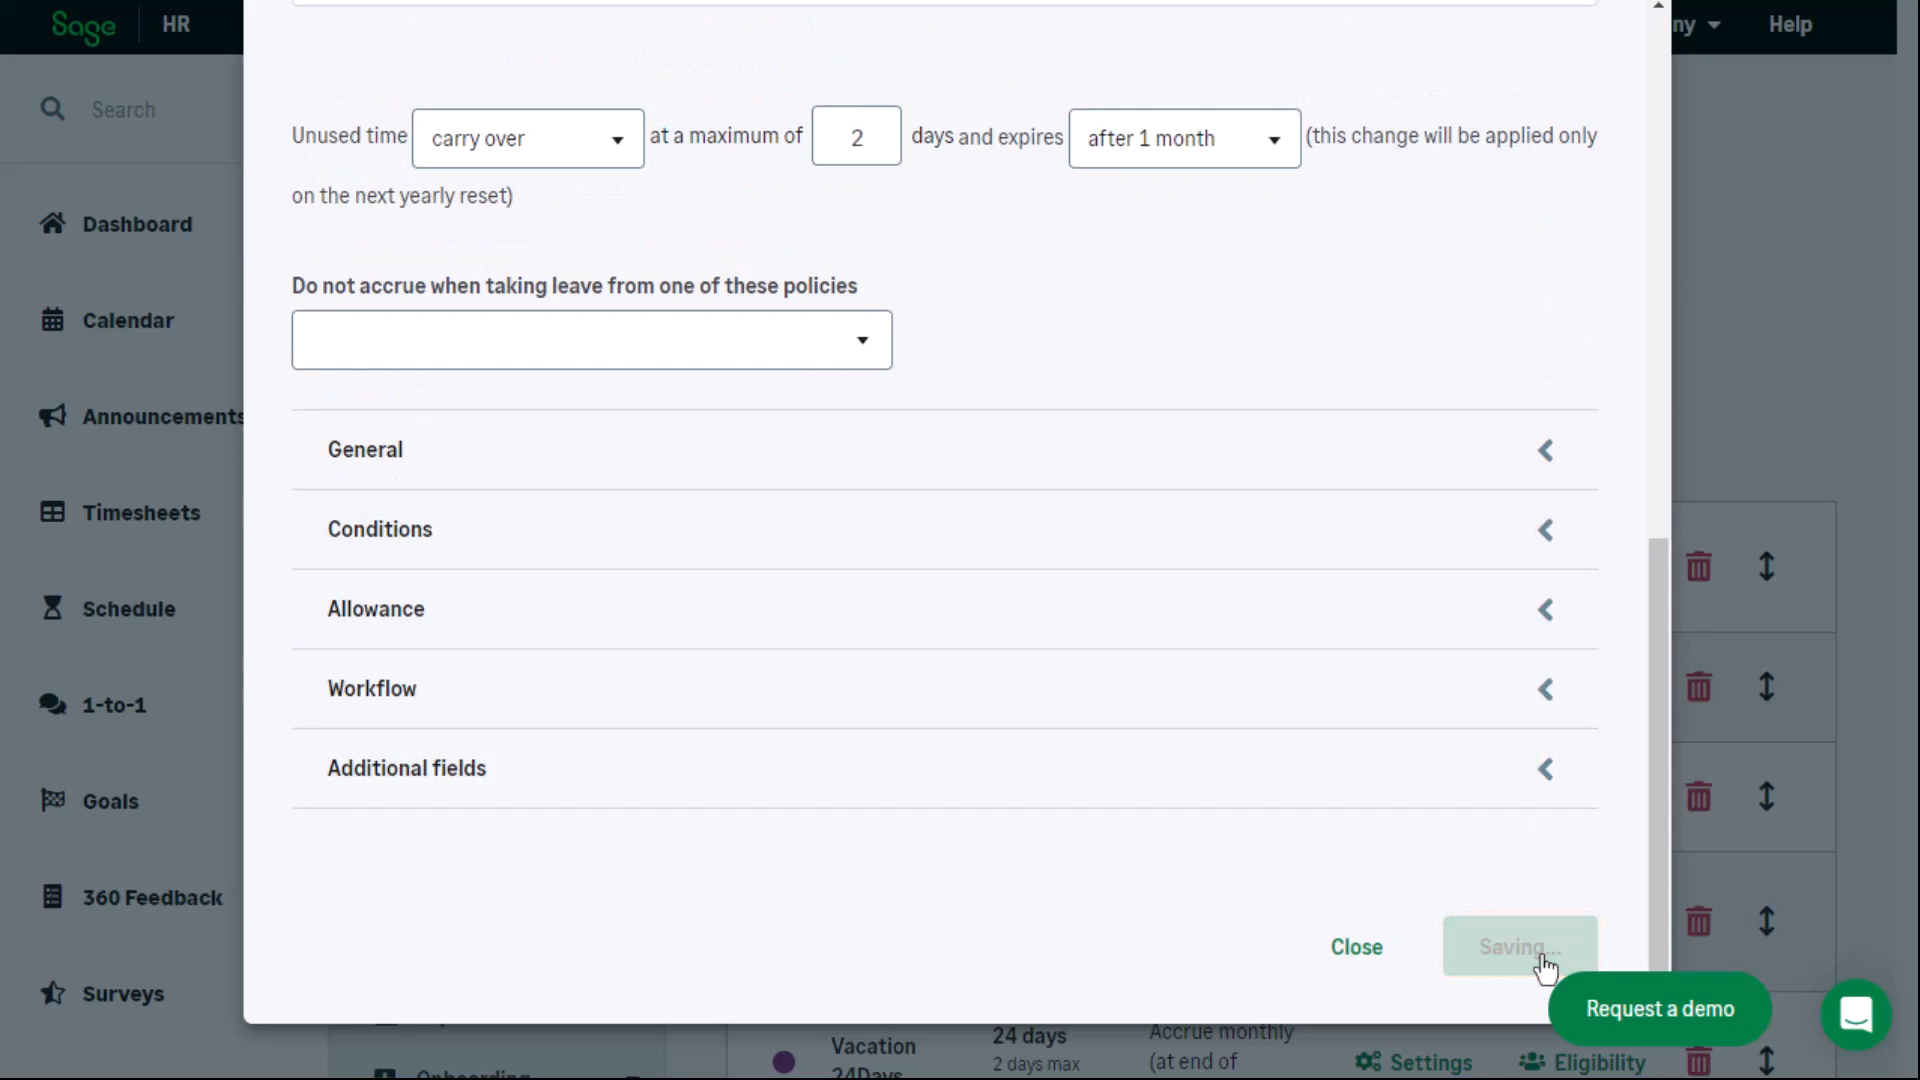 Sage HR
ny Help
Search
Unused time carry over at a maximum of 2 days and expires after 1 month (this change will be applied only
on the next yearly reset)
Dashboard
Do not accrue when taking leave from one of these policies
Calendar
Announcements
General
Timesheets
Conditions
Schedule
Allowance
Workflow
1-to-1
Additional fields
Goals
360 Feedback
Close Saving...
Surveys
Request a demo
Vacation
24Days
24 days
2 days max
Accrue monthly
(at end of
Settings Eligibility
Onboarding